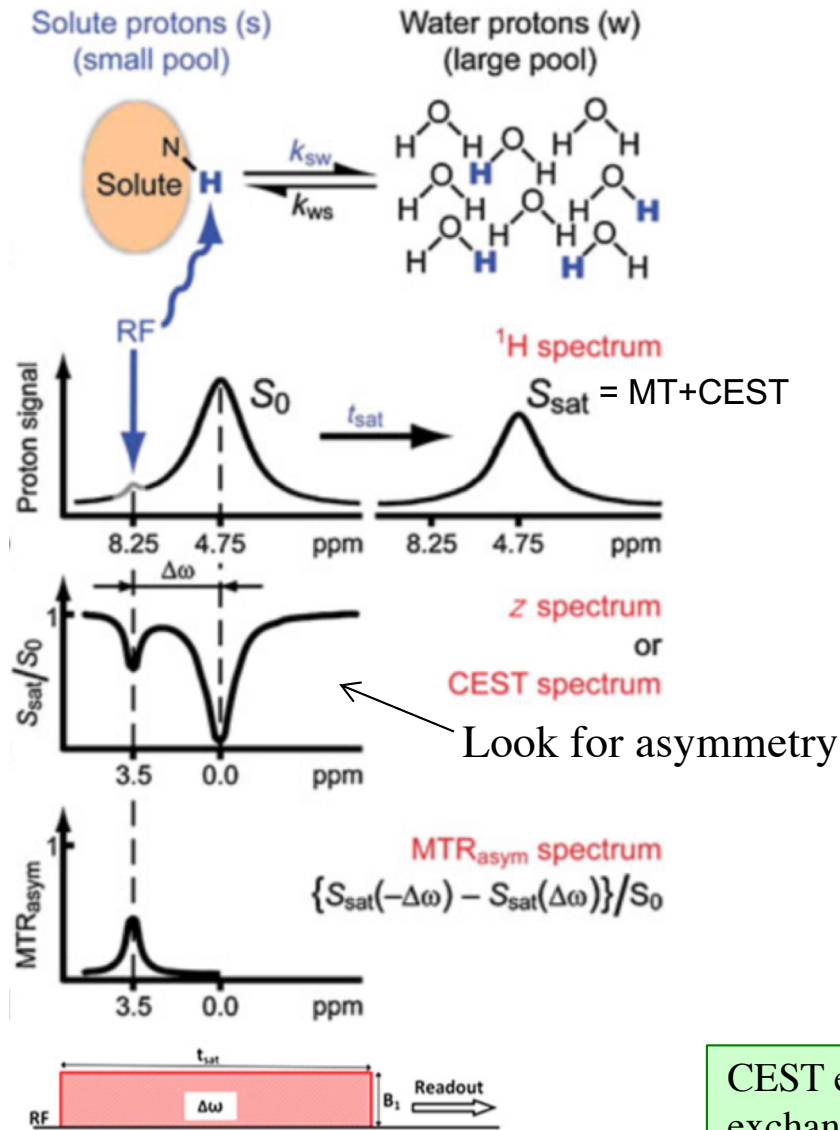 Solute protons (s)
(small pool)
Water protons (w)
(large pool)
N
H
Solute
k_sw
k_ws
O
H H
O
H H
O
H H
O
H H
O
H H
O
H H
O
H H
O
H H
RF
¹H spectrum
Proton signal
S₀
t_sat
S_sat = MT+CEST
8.25 4.75 ppm
8.25 4.75 ppm
Δω
S_sat/S₀
1
z spectrum
or
CEST spectrum
Look for asymmetry
3.5 0.0 ppm
MTR_asym
1
MTR_asym spectrum
{S_sat(-Δω) – S_sat(Δω)}/S₀
3.5 0.0 ppm
t_sat
Δω
B₁
Readout
RF
CEST